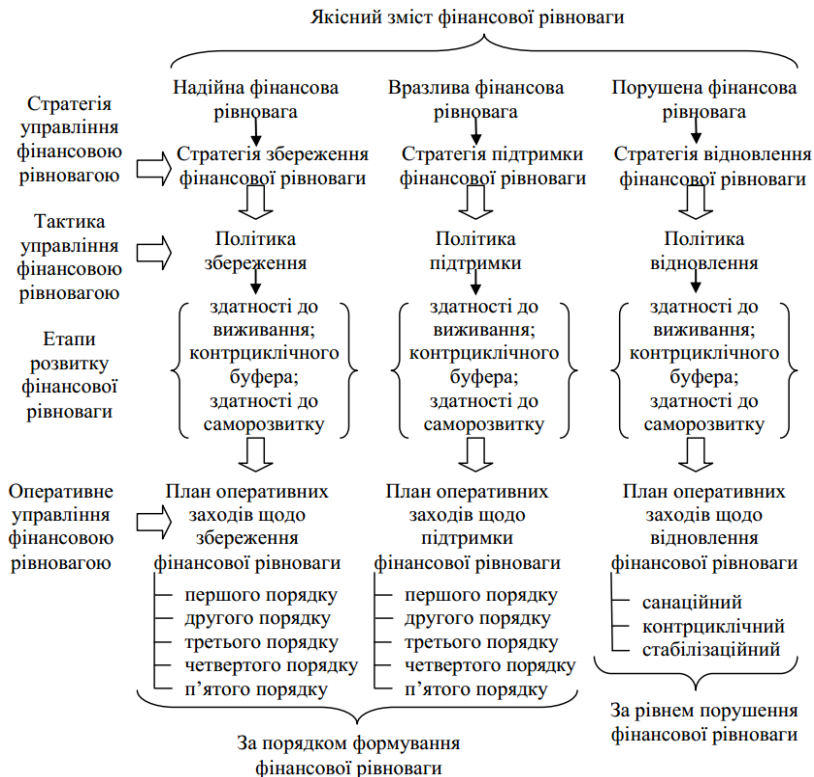 Якісний зміст фінансової рівноваги
Надійна фінансова
рівновага
Вразлива фінансова
рівновага
Порушена фінансова
рівновага
Стратегія
управління
фінансовою
рівновагою
Стратегія збереження
фінансової рівноваги
Стратегія підтримки
фінансової рівноваги
Стратегія відновлення
фінансової рівноваги
Тактика
управління
фінансовою
рівновагою
Політика
збереження
Політика
підтримки
Політика
відновлення
Етапи
розвитку
фінансової
рівноваги
здатності до
виживання;
контрциклічного
буфера;
здатності до
саморозвитку
здатності до
виживання;
контрциклічного
буфера;
здатності до
саморозвитку
здатності до
виживання;
контрциклічного
буфера;
здатності до
саморозвитку
Оперативне
управління
фінансовою
рівновагою
План оперативних
заходів щодо
збереження
фінансової рівноваги
План оперативних
заходів щодо
підтримки
фінансової рівноваги
План оперативних
заходів щодо
відновлення
фінансової рівноваги
першого порядку
другого порядку
третього порядку
четвертого порядку
п’ятого порядку
першого порядку
другого порядку
третього порядку
четвертого порядку
п’ятого порядку
санаційний
контрциклічний
стабілізаційний
За порядком формування
фінансової рівноваги
За рівнем порушення
фінансової рівноваги